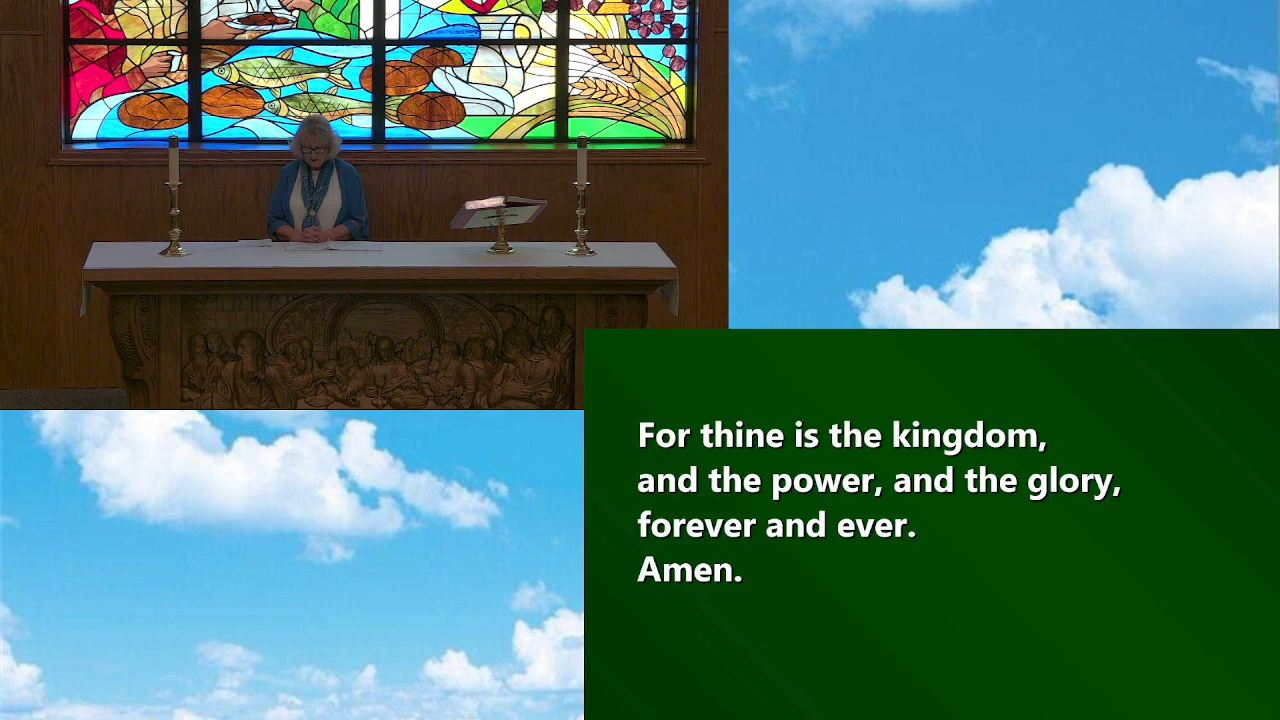 For thine is the kingdom,
and the power, and the glory,
forever and ever.
Amen.